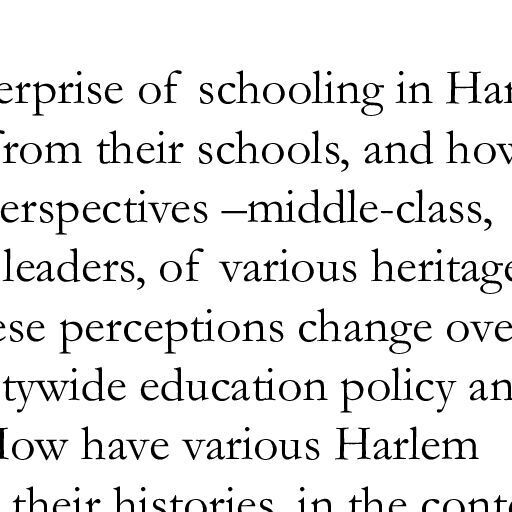 erprise of schooling in Har
from their schools, and how
erspectives –middle-class,
leaders, of various heritage
ese perceptions change ove
tywide education policy an
How have various Harlem
their histories, in the conte